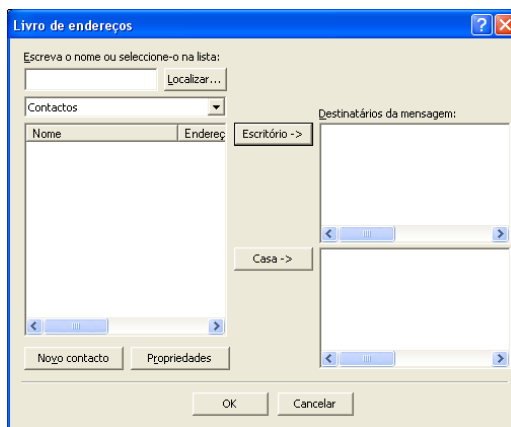 Livro de endereços
Escreva o nome ou seleccione-o na lista:
Localizar...
Contactos
Destinatários da mensagem:
Nome Endereç
Escritório ->
Casa ->
Novo contacto Propriedades
OK Cancelar